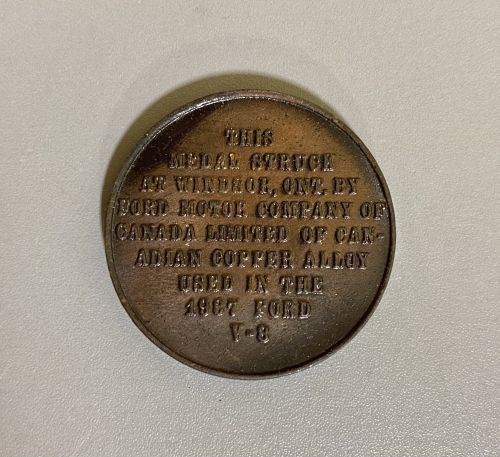 THIS
MEDAL STRUCK
AT WINDSOR, ONT. BY
FORD MOTOR COMPANY OF
CANADA LIMITED OF CAN-
ADIAN COPPER ALLOY
USED IN THE
1967 FORD
V-8